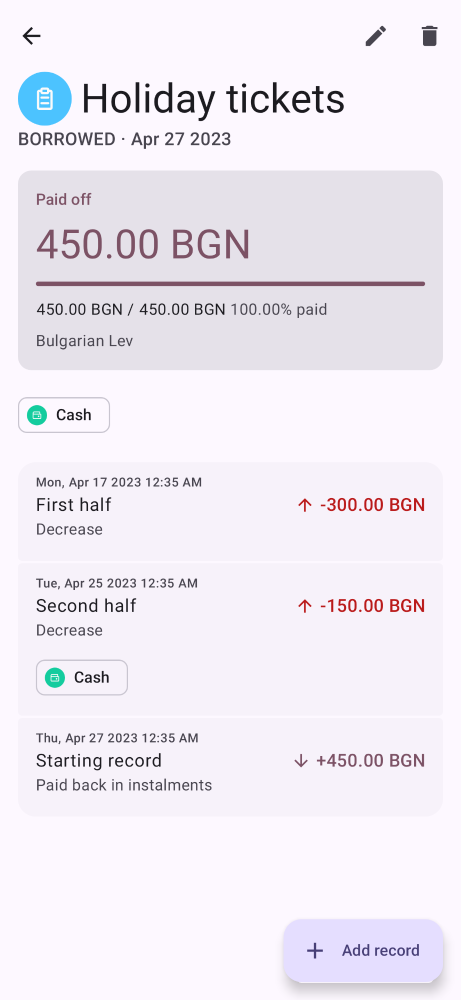 Holiday tickets
BORROWED · Apr 27 2023
Paid off
450.00 BGN
450.00 BGN / 450.00 BGN 100.00% paid
Bulgarian Lev
Cash
Mon, Apr 17 2023 12:35 AM
First half
-300.00 BGN
Decrease
Tue, Apr 25 2023 12:35 AM
Second half
-150.00 BGN
Decrease
Cash
Thu, Apr 27 2023 12:35 AM
Starting record
+450.00 BGN
Paid back in instalments
Add record